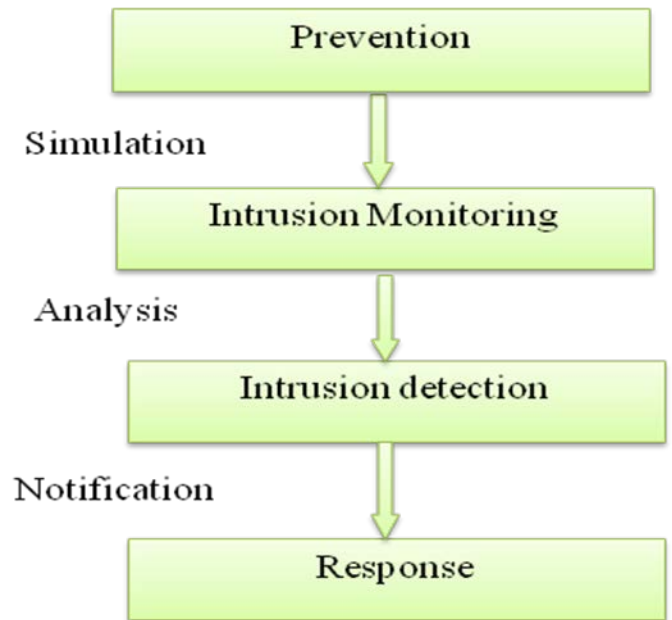 Prevention
Simulation
Intrusion Monitoring
Analysis
Intrusion detection
Notification
Response